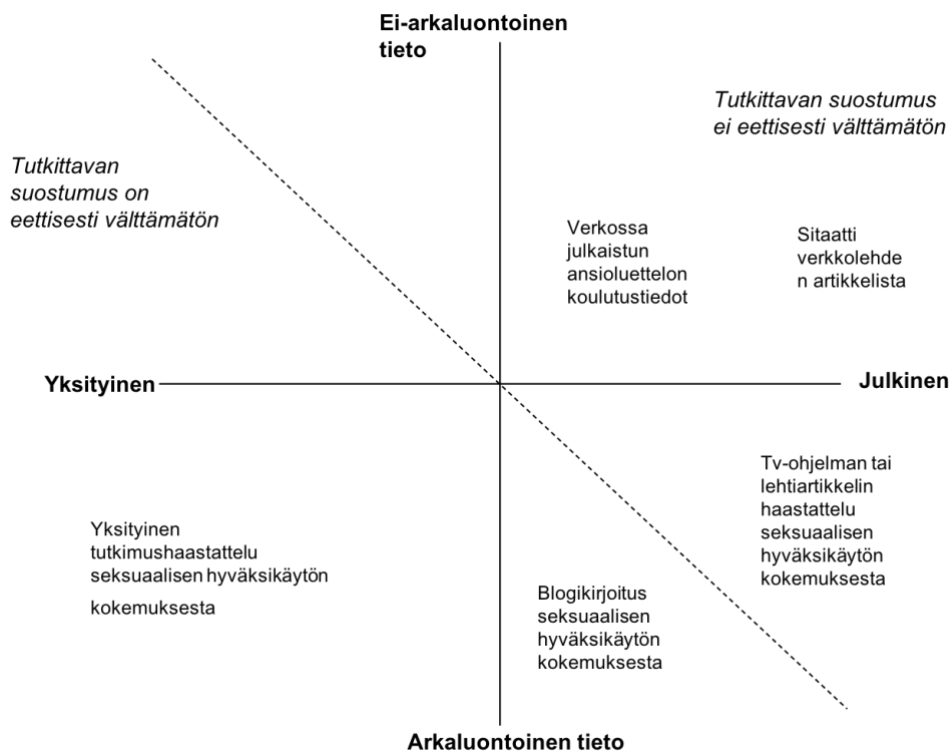 Ei-arkaluontoinen
tieto
Tutkittavan suostumus
ei eettisesti välttämätön
Tutkittavan
suostumus on
eettisesti välttämätön
Verkossa
julkaistun
ansioluettelon
koulutustiedot
Sitaatti
verkkolehde
n artikkelista
Yksityinen
Julkinen
Tv-ohjelman tai
lehtiartikkelin
haastattelu
seksuaalisen
hyväksikäytön
kokemuksesta
Yksityinen
tutkimushaastattelu
seksuaalisen hyväksikäytön
kokemuksesta
Blogikirjoitus
seksuaalisen
hyväksikäytön
kokemuksesta
Arkaluontoinen tieto